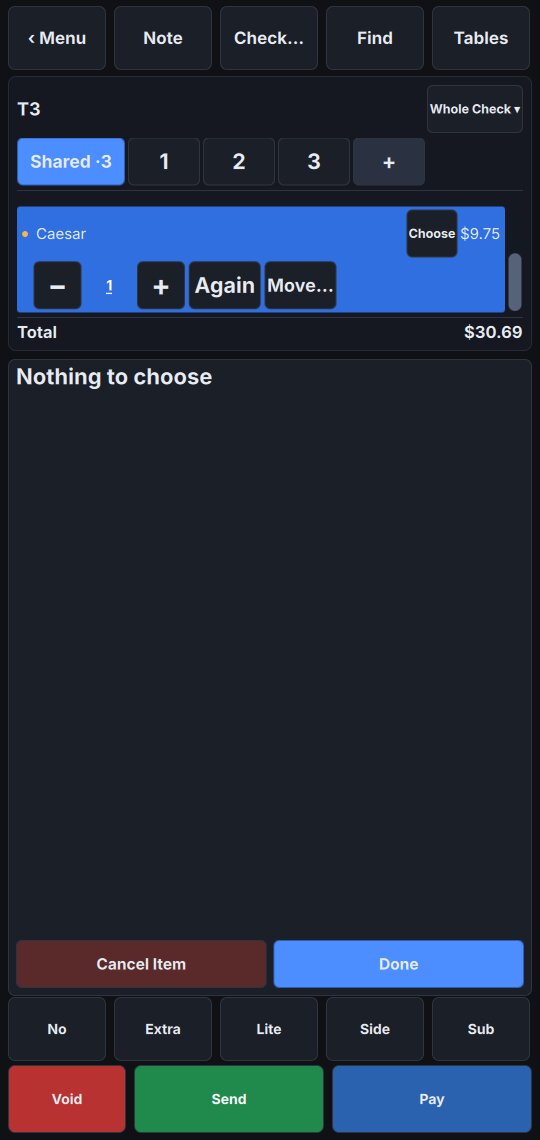 ‹ Menu Note Check... Find Tables
T3 Whole Check ▾
Shared ·3 1 2 3 +
Caesar Choose $9.75
− 1 + Again Move...
Total $30.69
Nothing to choose
Cancel Item Done
No Extra Lite Side Sub
Void Send Pay